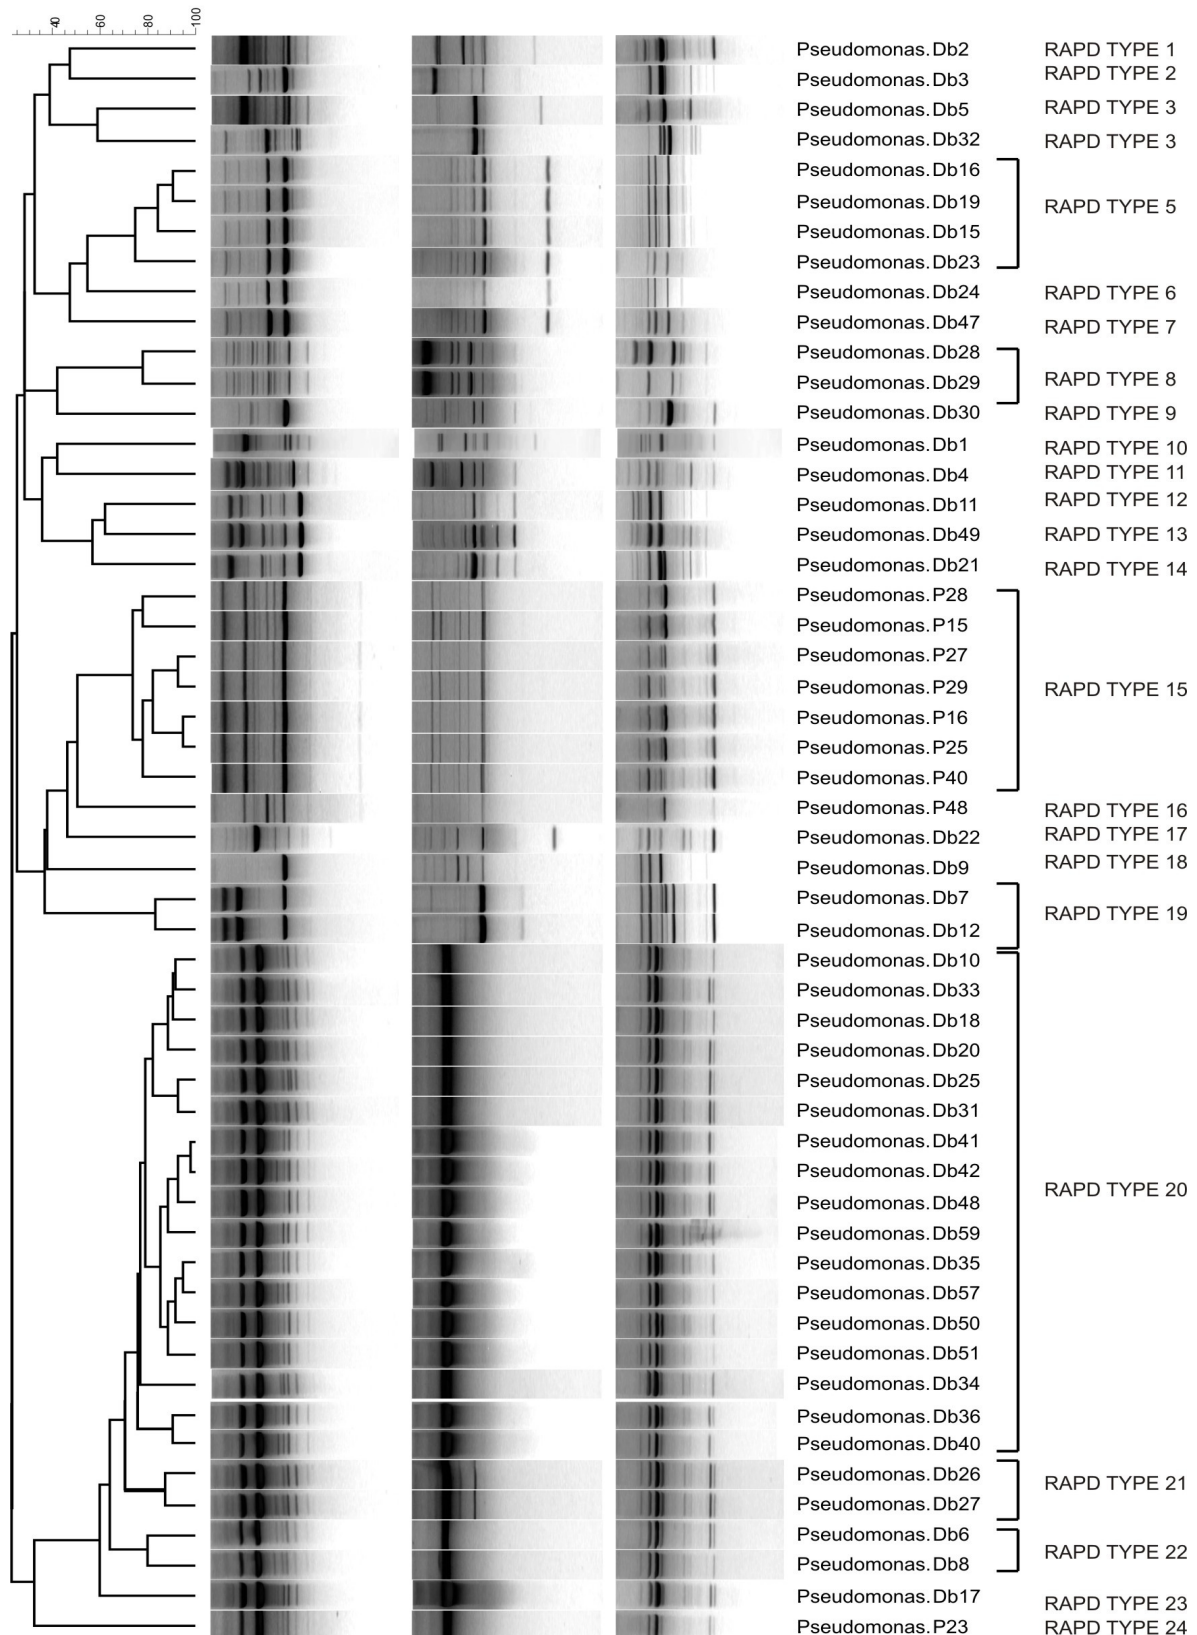 40 60 80 100
Pseudomonas.Db2 RAPD TYPE 1
Pseudomonas.Db3 RAPD TYPE 2
Pseudomonas.Db5 RAPD TYPE 3
Pseudomonas.Db32 RAPD TYPE 3
Pseudomonas.Db16
Pseudomonas.Db19 RAPD TYPE 5
Pseudomonas.Db15
Pseudomonas.Db23
Pseudomonas.Db24 RAPD TYPE 6
Pseudomonas.Db47 RAPD TYPE 7
Pseudomonas.Db28
Pseudomonas.Db29 RAPD TYPE 8
Pseudomonas.Db30 RAPD TYPE 9
Pseudomonas.Db1 RAPD TYPE 10
Pseudomonas.Db4 RAPD TYPE 11
Pseudomonas.Db11 RAPD TYPE 12
Pseudomonas.Db49 RAPD TYPE 13
Pseudomonas.Db21 RAPD TYPE 14
Pseudomonas.P28
Pseudomonas.P15
Pseudomonas.P27
Pseudomonas.P29 RAPD TYPE 15
Pseudomonas.P16
Pseudomonas.P25
Pseudomonas.P40
Pseudomonas.P48 RAPD TYPE 16
Pseudomonas.Db22 RAPD TYPE 17
Pseudomonas.Db9 RAPD TYPE 18
Pseudomonas.Db7
RAPD TYPE 19
Pseudomonas.Db12
Pseudomonas.Db10
Pseudomonas.Db33
Pseudomonas.Db18
Pseudomonas.Db20
Pseudomonas.Db25
Pseudomonas.Db31
Pseudomonas.Db41
Pseudomonas.Db42
RAPD TYPE 20
Pseudomonas.Db48
Pseudomonas.Db59
Pseudomonas.Db35
Pseudomonas.Db57
Pseudomonas.Db50
Pseudomonas.Db51
Pseudomonas.Db34
Pseudomonas.Db36
Pseudomonas.Db40
Pseudomonas.Db26
RAPD TYPE 21
Pseudomonas.Db27
Pseudomonas.Db6
RAPD TYPE 22
Pseudomonas.Db8
Pseudomonas.Db17 RAPD TYPE 23
Pseudomonas.P23 RAPD TYPE 24